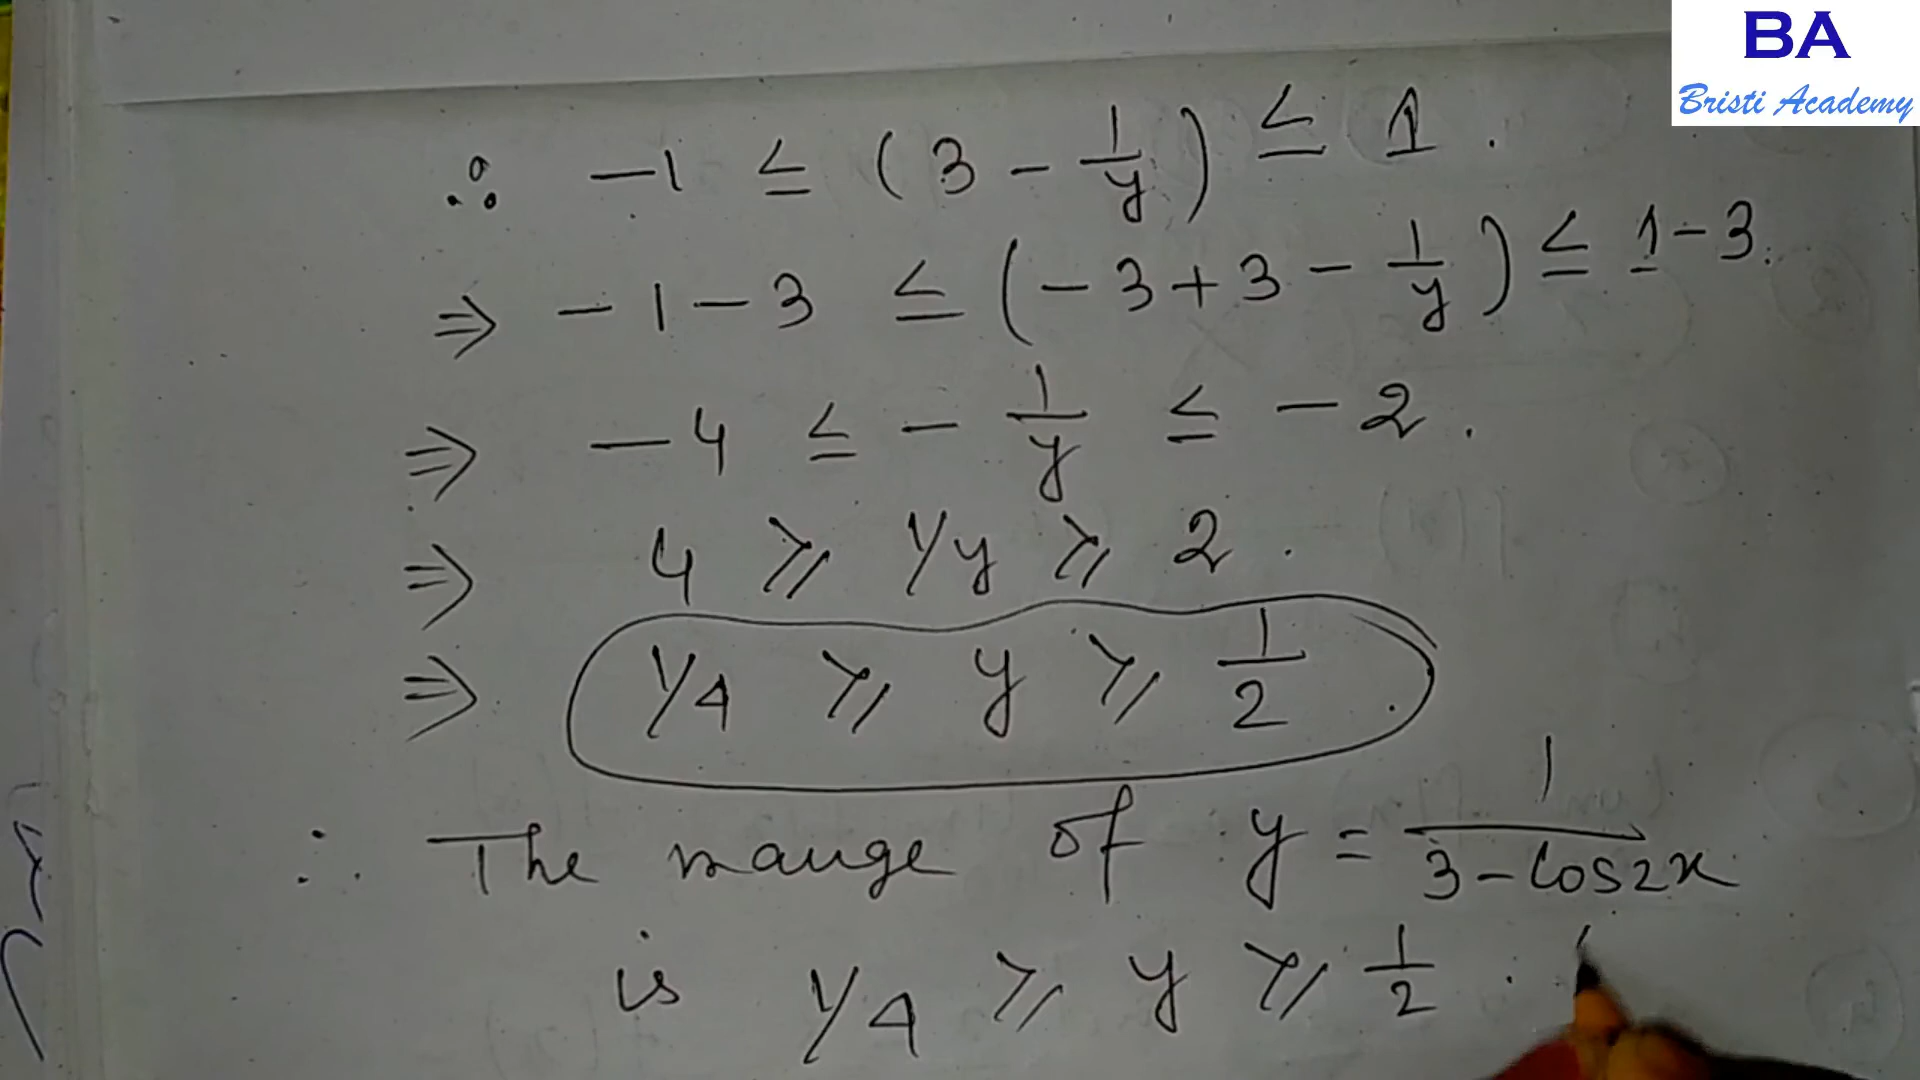 BA
Bristi Academy
∴ -1 ≤ (3 - 1/y) ≤ 1.
⇒ -1-3 ≤ (-3+3-1/y) ≤ 1-3.
⇒ -4 ≤ -1/y ≤ -2.
⇒ 4 ≥ 1/y ≥ 2.
⇒ 1/4 ≥ y ≥ 1/2.
∴ The range of y = 1/(3-cos2x)
is 1/4 ≥ y ≥ 1/2.